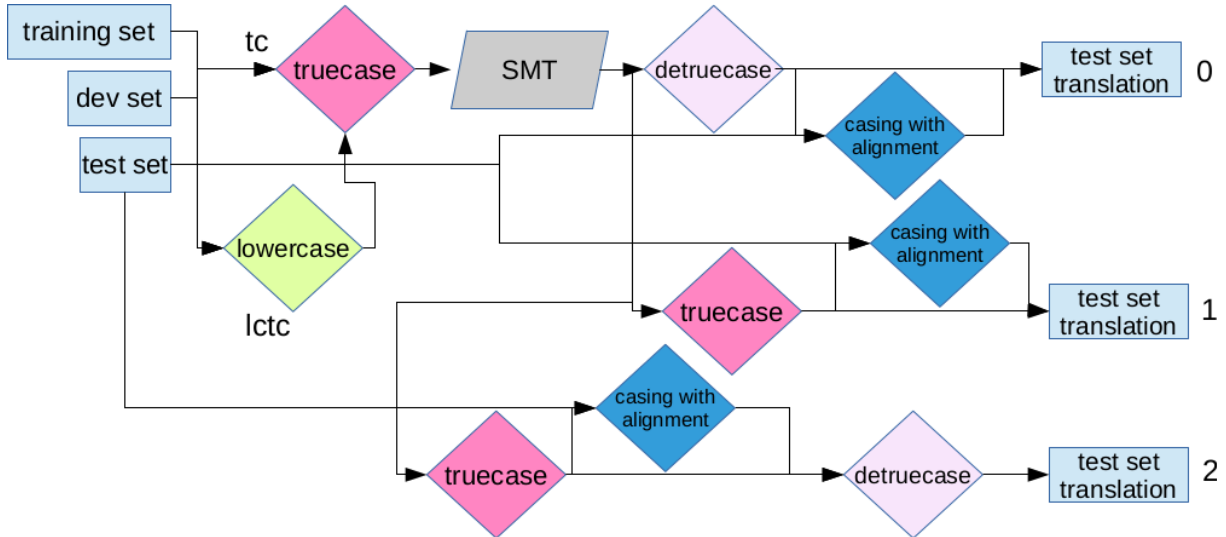 training set
dev set
test set
tc
truecase
SMT
detruecase
test set
translation
0
casing with
alignment
lowercase
lctc
casing with
alignment
truecase
test set
translation
1
casing with
alignment
truecase
detruecase
test set
translation
2